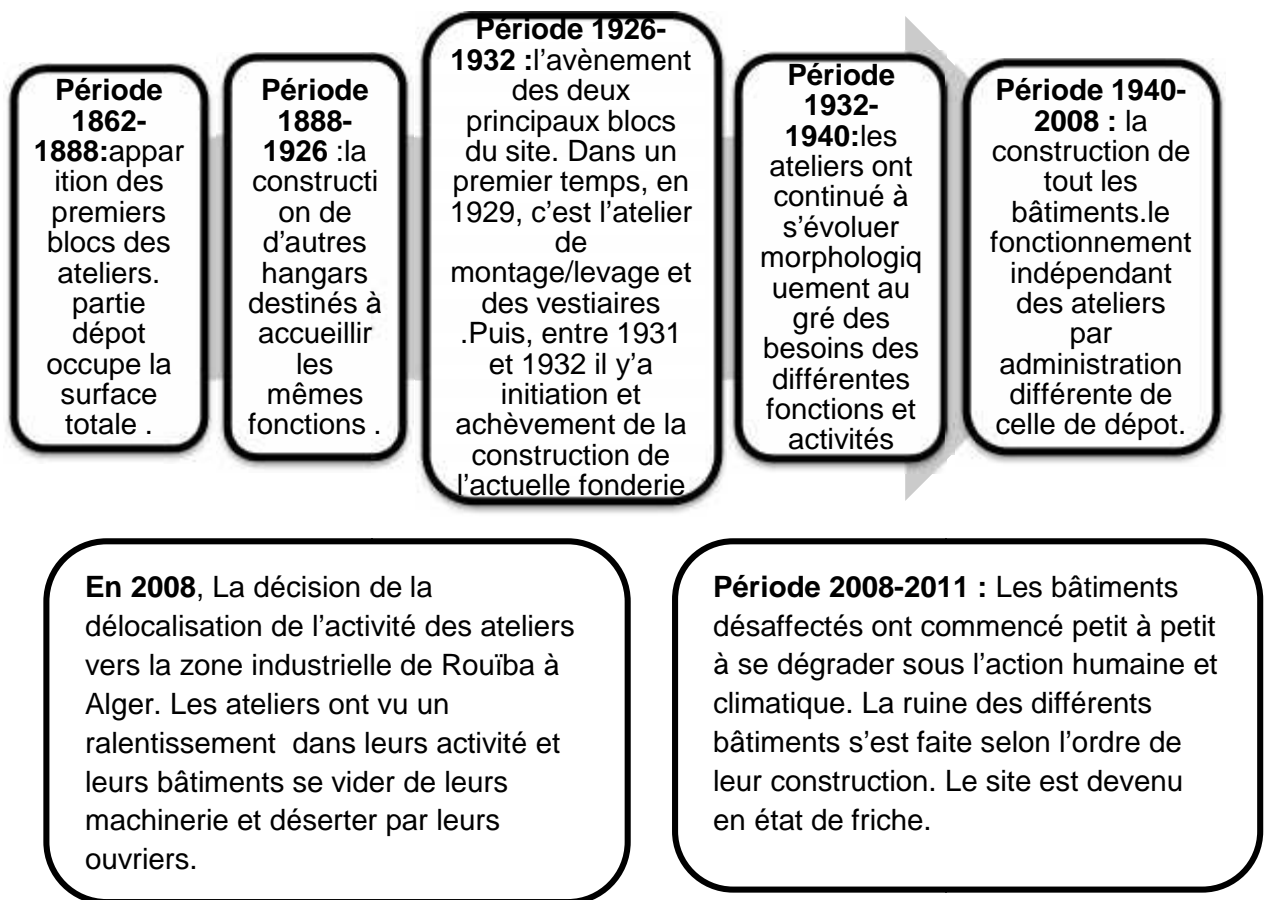 Période
1862-
1888:appar
ition des
premiers
blocs des
ateliers.
partie
dépot
occupe la
surface
totale .
Période
1888-
1926 :la
constructi
on de
d'autres
hangars
destinés à
accueillir
les
mêmes
fonctions .
Période 1926-
1932 :l’avènement
des deux
principaux blocs
du site. Dans un
premier temps, en
1929, c’est l’atelier
de
montage/levage et
des vestiaires
.Puis, entre 1931
et 1932 il y’a
initiation et
achèvement de la
construction de
l’actuelle fonderie
Période
1932-
1940:les
ateliers ont
continué à
s’évoluer
morphologiq
uement au
gré des
besoins des
différentes
fonctions et
activités
Période 1940-
2008 : la
construction de
tout les
bâtiments.le
fonctionnement
indépendant
des ateliers
par
administration
différente de
celle de dépot.
En 2008, La décision de la
délocalisation de l’activité des ateliers
vers la zone industrielle de Rouïba à
Alger. Les ateliers ont vu un
ralentissement dans leurs activité et
leurs bâtiments se vider de leurs
machinerie et déserter par leurs
ouvriers.
Période 2008-2011 : Les bâtiments
désaffectés ont commencé petit à petit
à se dégrader sous l’action humaine et
climatique. La ruine des différents
bâtiments s’est faite selon l’ordre de
leur construction. Le site est devenu
en état de friche.